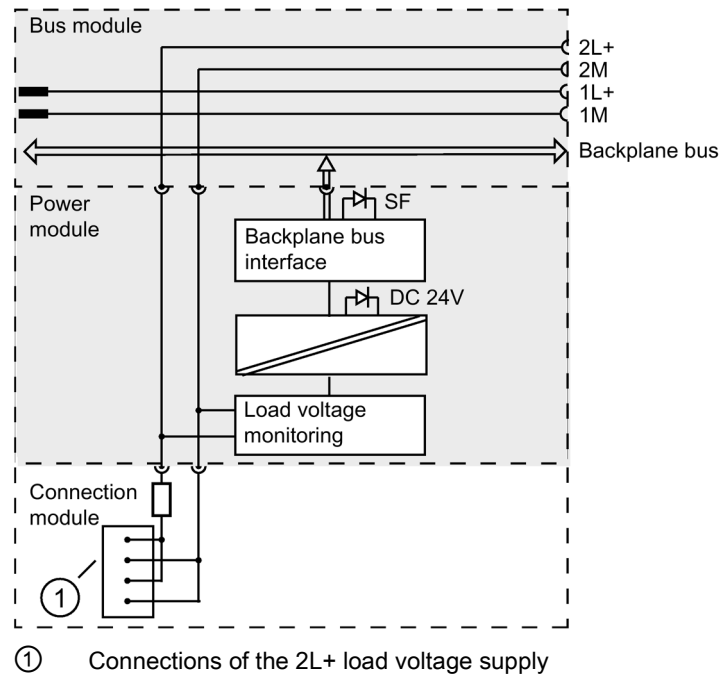 Bus module
2L+
2M
1L+
1M
Backplane bus
Power
module
SF
Backplane bus
interface
DC 24V
Load voltage
monitoring
Connection
module
1
① Connections of the 2L+ load voltage supply